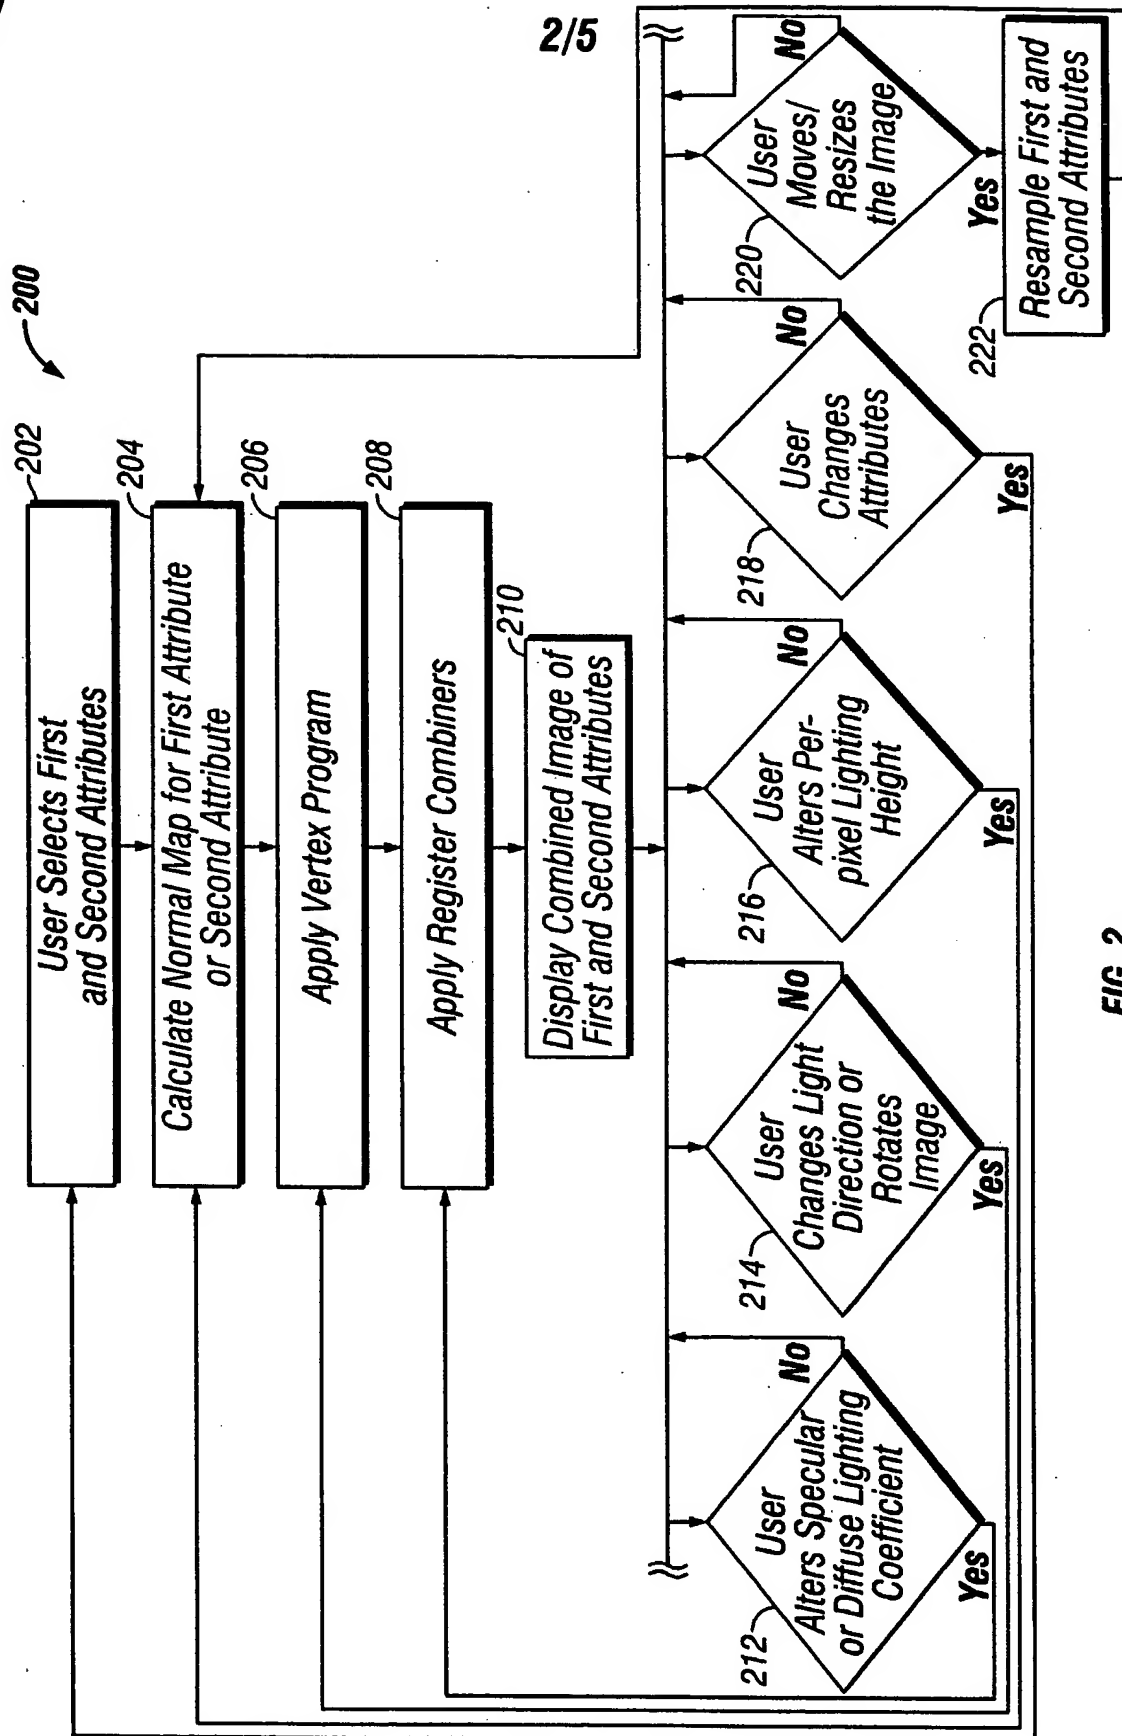 2/5
200
202
User Selects First
and Second Attributes
204
Calculate Normal Map for First Attribute
or Second Attribute
206
Apply Vertex Program
208
Apply Register Combiners
210
Display Combined Image of
First and Second Attributes
212
User
Alters Specular
or Diffuse Lighting
Coefficient
No
Yes
214
User
Changes Light
Direction or
Rotates
Image
No
Yes
216
User
Alters Per-
pixel Lighting
Height
No
Yes
218
User
Changes
Attributes
No
Yes
220
User
Moves/
Resizes
the Image
No
Yes
222
Resample First and
Second Attributes
FIG. 2